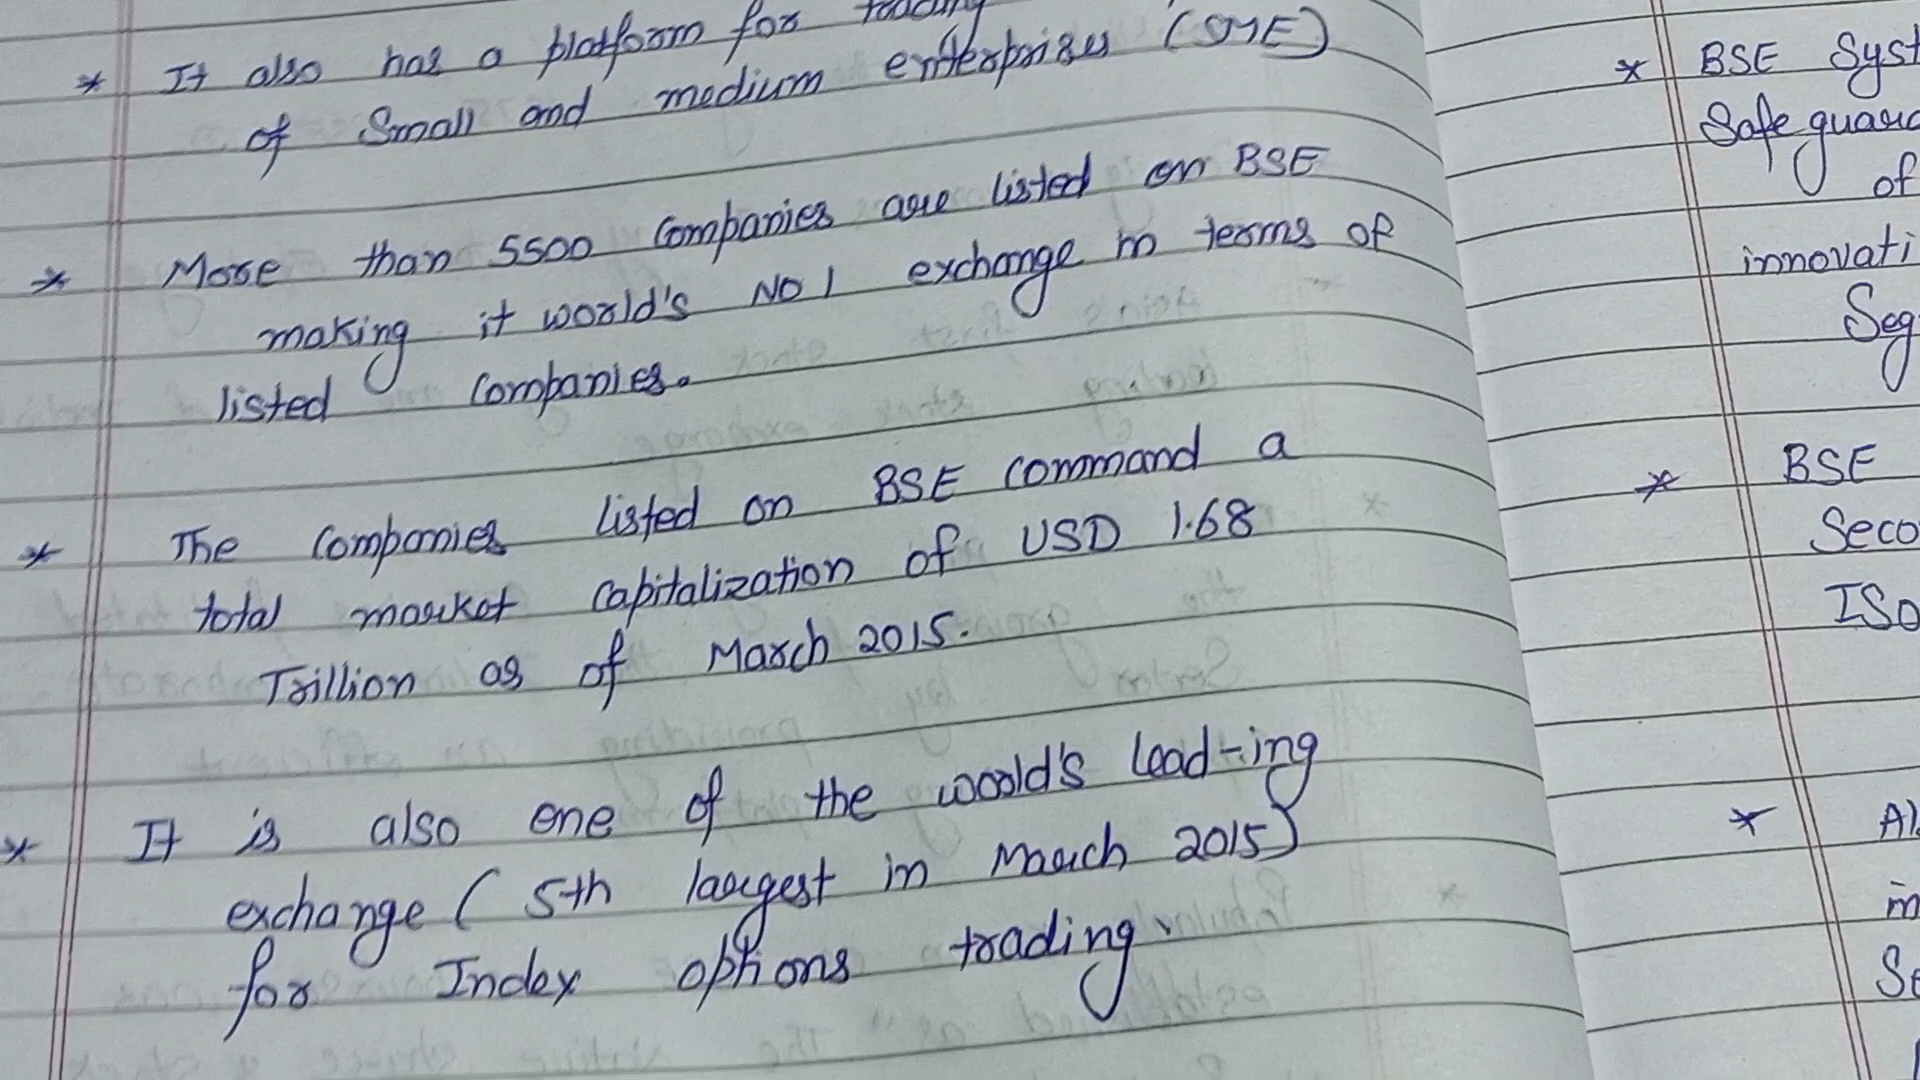 * It also has a platform for trading
of Small and medium enterprises (SME)
* More than 5500 Companies are listed on BSE
making it world's NO 1 exchange in terms of
listed Companies.
* The Companies listed on BSE command a
total market capitalization of USD 1.68
Trillion as of March 2015.
* It is also one of the world's lead-ing
exchange ( 5th largest in March 2015)
for Index options trading
* BSE Syst
Safeguard
of
innovati
Seg
* BSE
Seco
ISO
* Al
in
Se